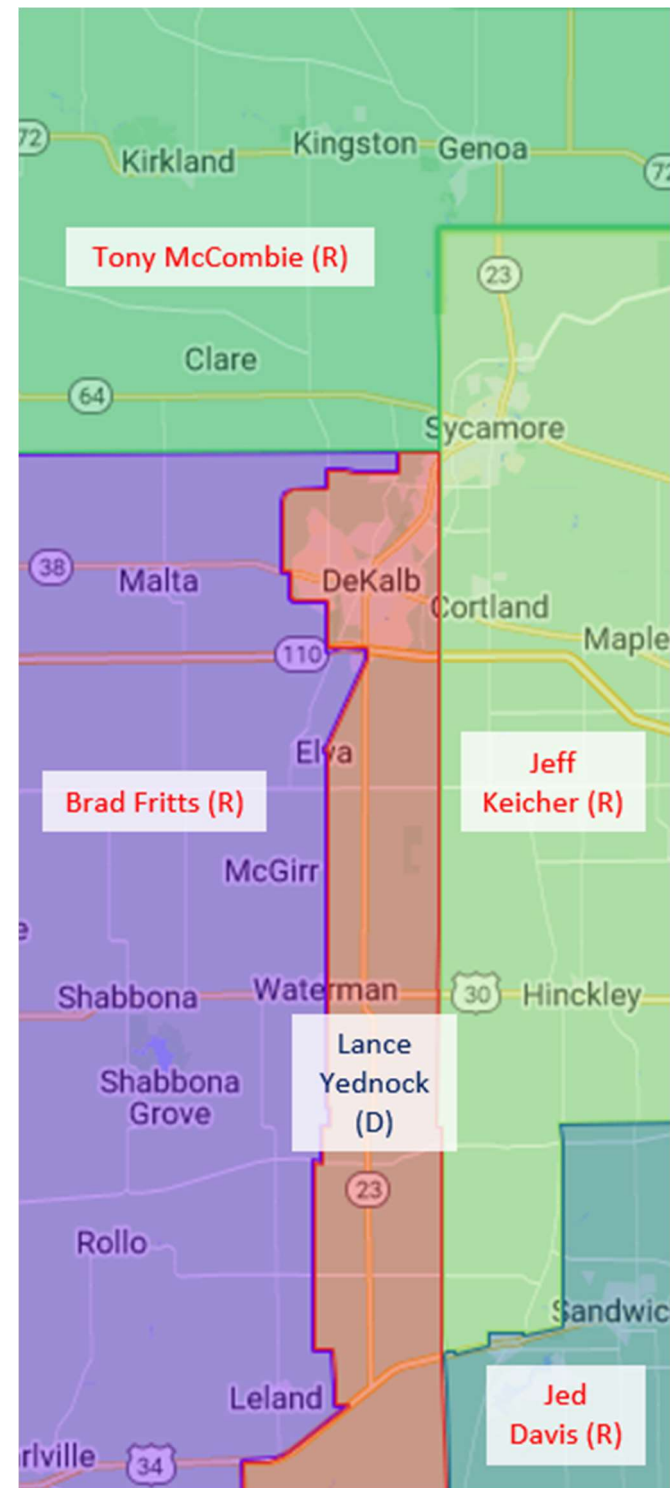 72
Kirkland
Kingston
Genoa
72
Tony McCombie (R)
23
Clare
64
Sycamore
38
Malta
DeKalb
Cortland
Maple
110
Elva
Jeff
Keicher (R)
Brad Fritts (R)
McGirr
e
Shabbona
Waterman
30
Hinckley
Lance
Yednock
(D)
Shabbona
Grove
23
Rollo
Sandwic
Leland
Jed
Davis (R)
rlville
34